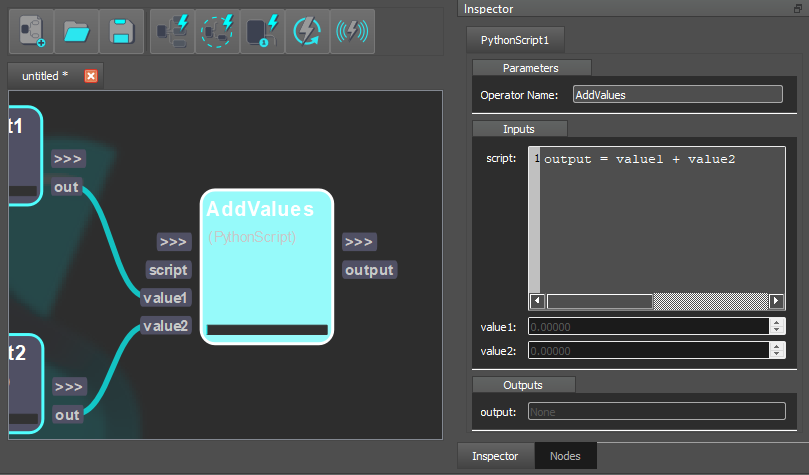 Inspector
PythonScript1
untitled *
Parameters
Operator Name: AddValues
Inputs
script: 1 output = value1 + value2
t1
>>>
out
AddValues
(PythonScript)
>>>
script
value1
value2
>>>
output
value1: 0.00000
value2: 0.00000
t2
>>>
out
Outputs
output: None
Inspector
Nodes